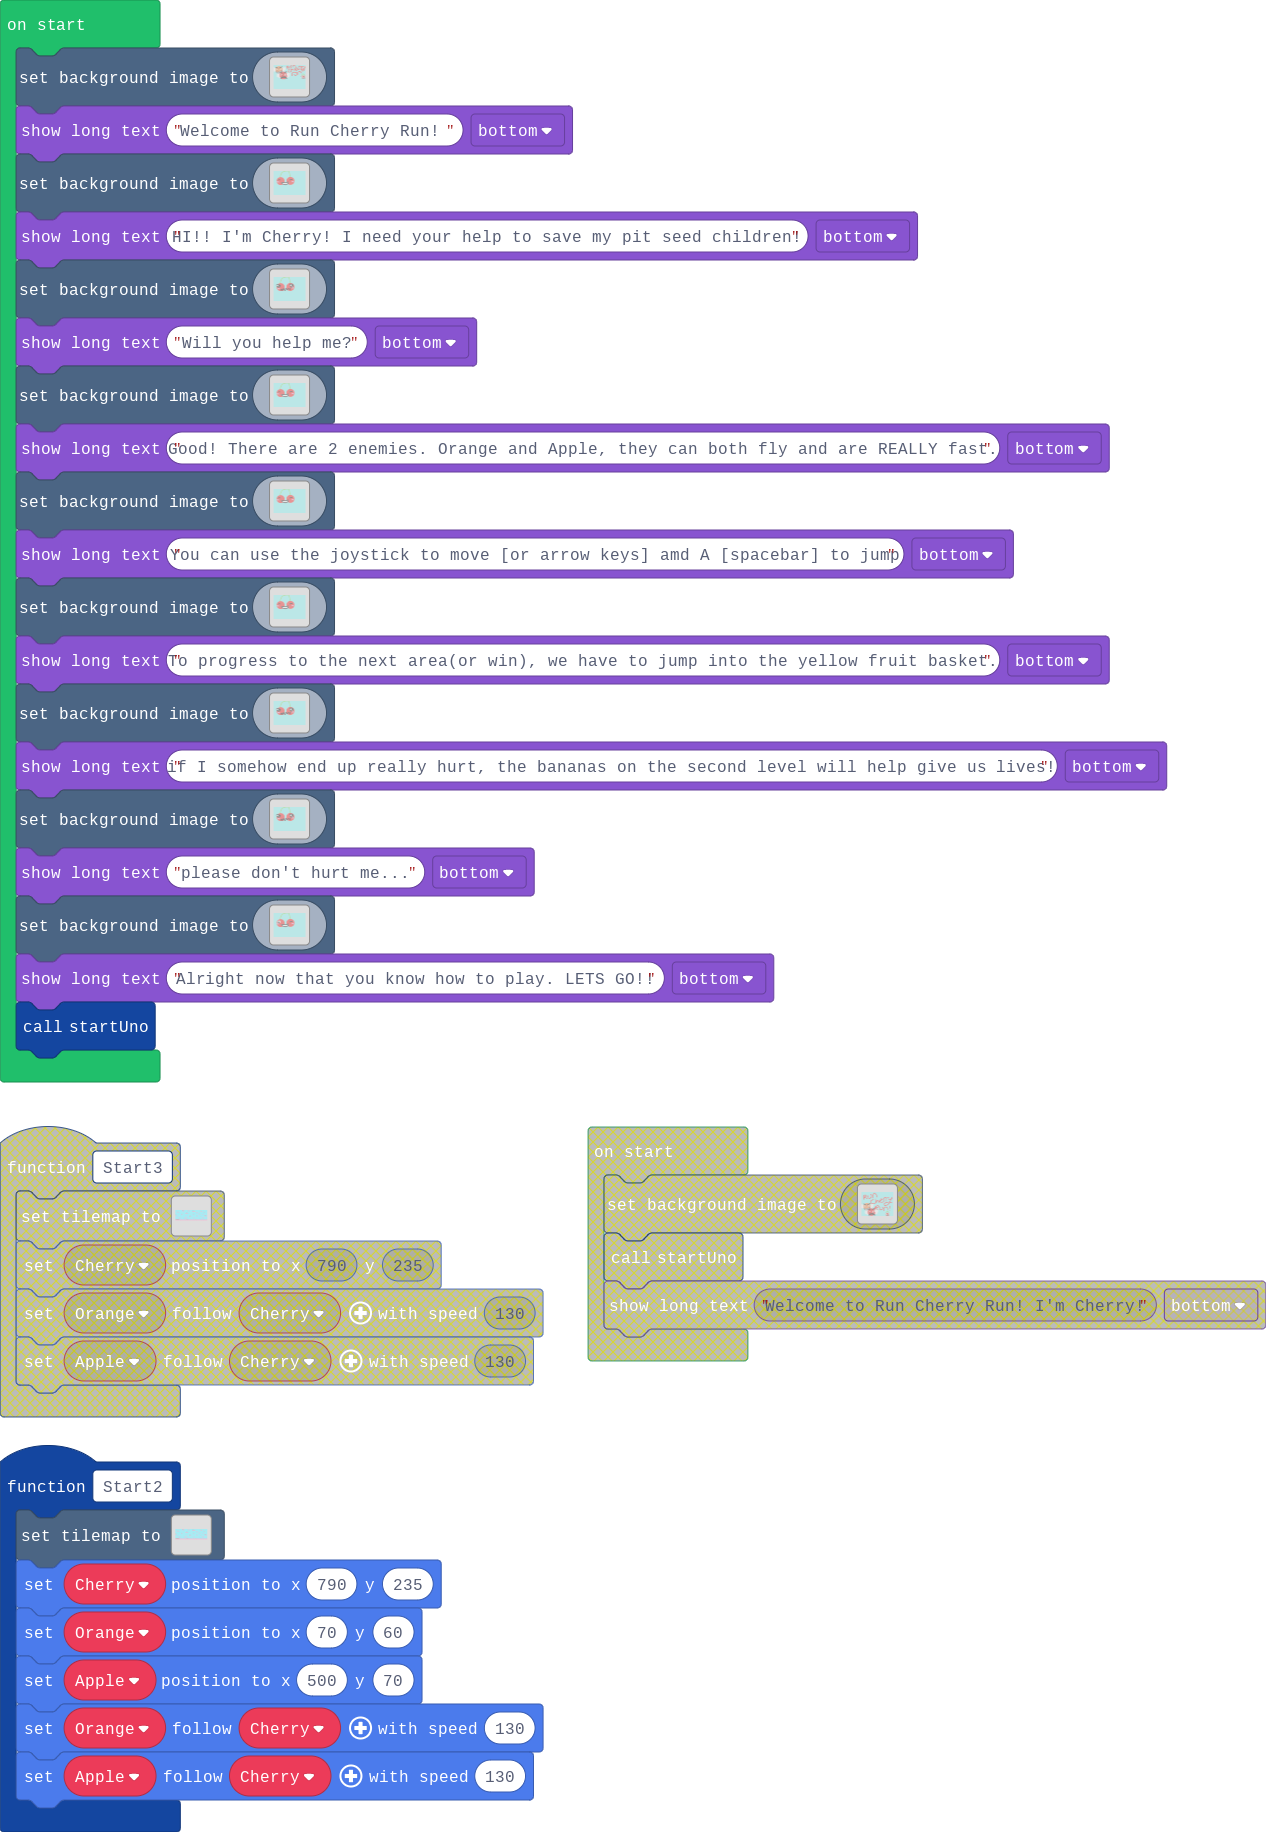 on start
set background image to
show long text "Welcome to Run Cherry Run! " bottom
set background image to
show long text "HI!! I'm Cherry! I need your help to save my pit seed children!" bottom
set background image to
show long text "Will you help me?" bottom
set background image to
show long text "Good! There are 2 enemies. Orange and Apple, they can both fly and are REALLY fast." bottom
set background image to
show long text "You can use the joystick to move [or arrow keys] amd A [spacebar] to jump" bottom
set background image to
show long text "To progress to the next area(or win), we have to jump into the yellow fruit basket." bottom
set background image to
show long text "if I somehow end up really hurt, the bananas on the second level will help give us lives!" bottom
set background image to
show long text "please don't hurt me..." bottom
set background image to
show long text "Alright now that you know how to play. LETS GO!!" bottom
call startUno
function Start3
set tilemap to
set Cherry position to x 790 y 235
set Orange follow Cherry with speed 130
set Apple follow Cherry with speed 130
on start
set background image to
call startUno
show long text "Welcome to Run Cherry Run! I'm Cherry!" bottom
function Start2
set tilemap to
set Cherry position to x 790 y 235
set Orange position to x 70 y 60
set Apple position to x 500 y 70
set Orange follow Cherry with speed 130
set Apple follow Cherry with speed 130